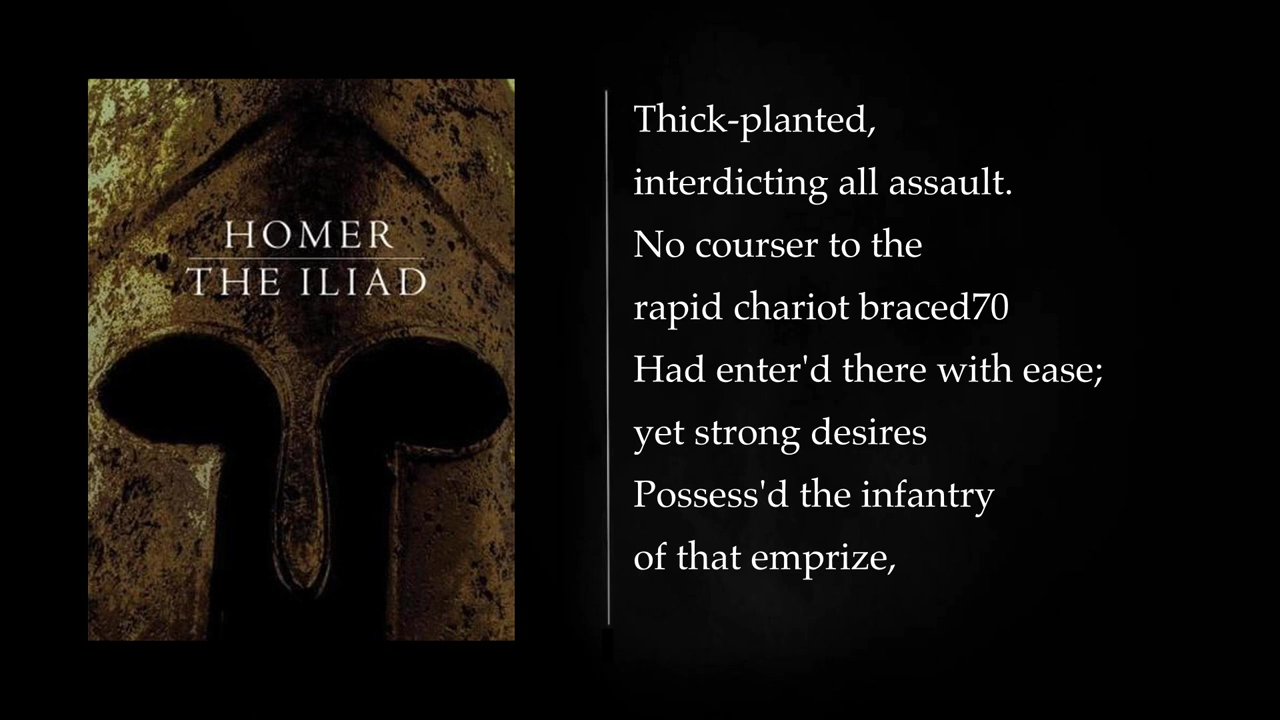 HOMER
THE ILIAD
Thick-planted,
interdicting all assault.
No courser to the
rapid chariot braced70
Had enter'd there with ease;
yet strong desires
Possess'd the infantry
of that emprize,